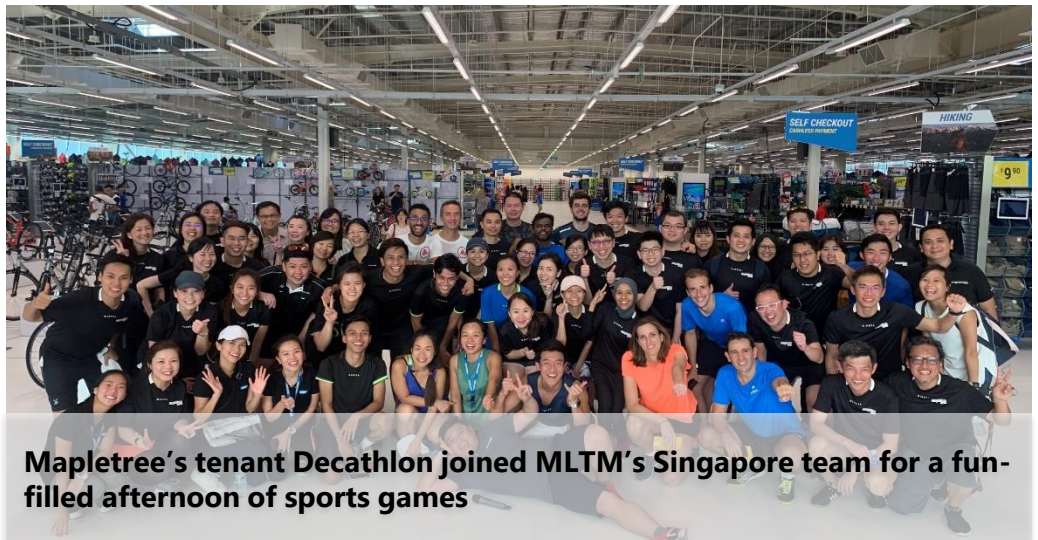 SELF CHECKOUT
CASHLESS PAYMENT
HIKING
$9.90
Mapletree’s tenant Decathlon joined MLTM’s Singapore team for a fun-
filled afternoon of sports games